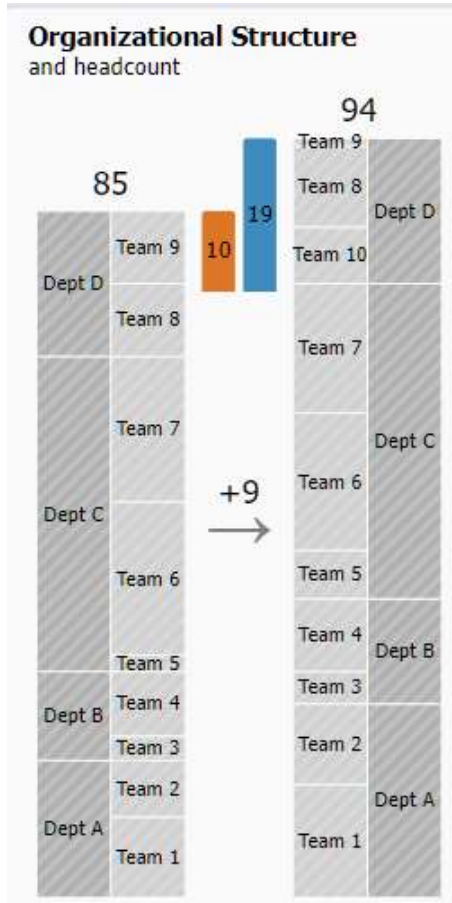 Organizational Structure
and headcount
85
Dept D
Dept C
Dept B
Dept A
Team 9
Team 8
Team 7
Team 6
Team 5
Team 4
Team 3
Team 2
Team 1
10
19
+9
94
Team 9
Team 8
Team 10
Team 7
Team 6
Team 5
Team 4
Team 3
Team 2
Team 1
Dept D
Dept C
Dept B
Dept A